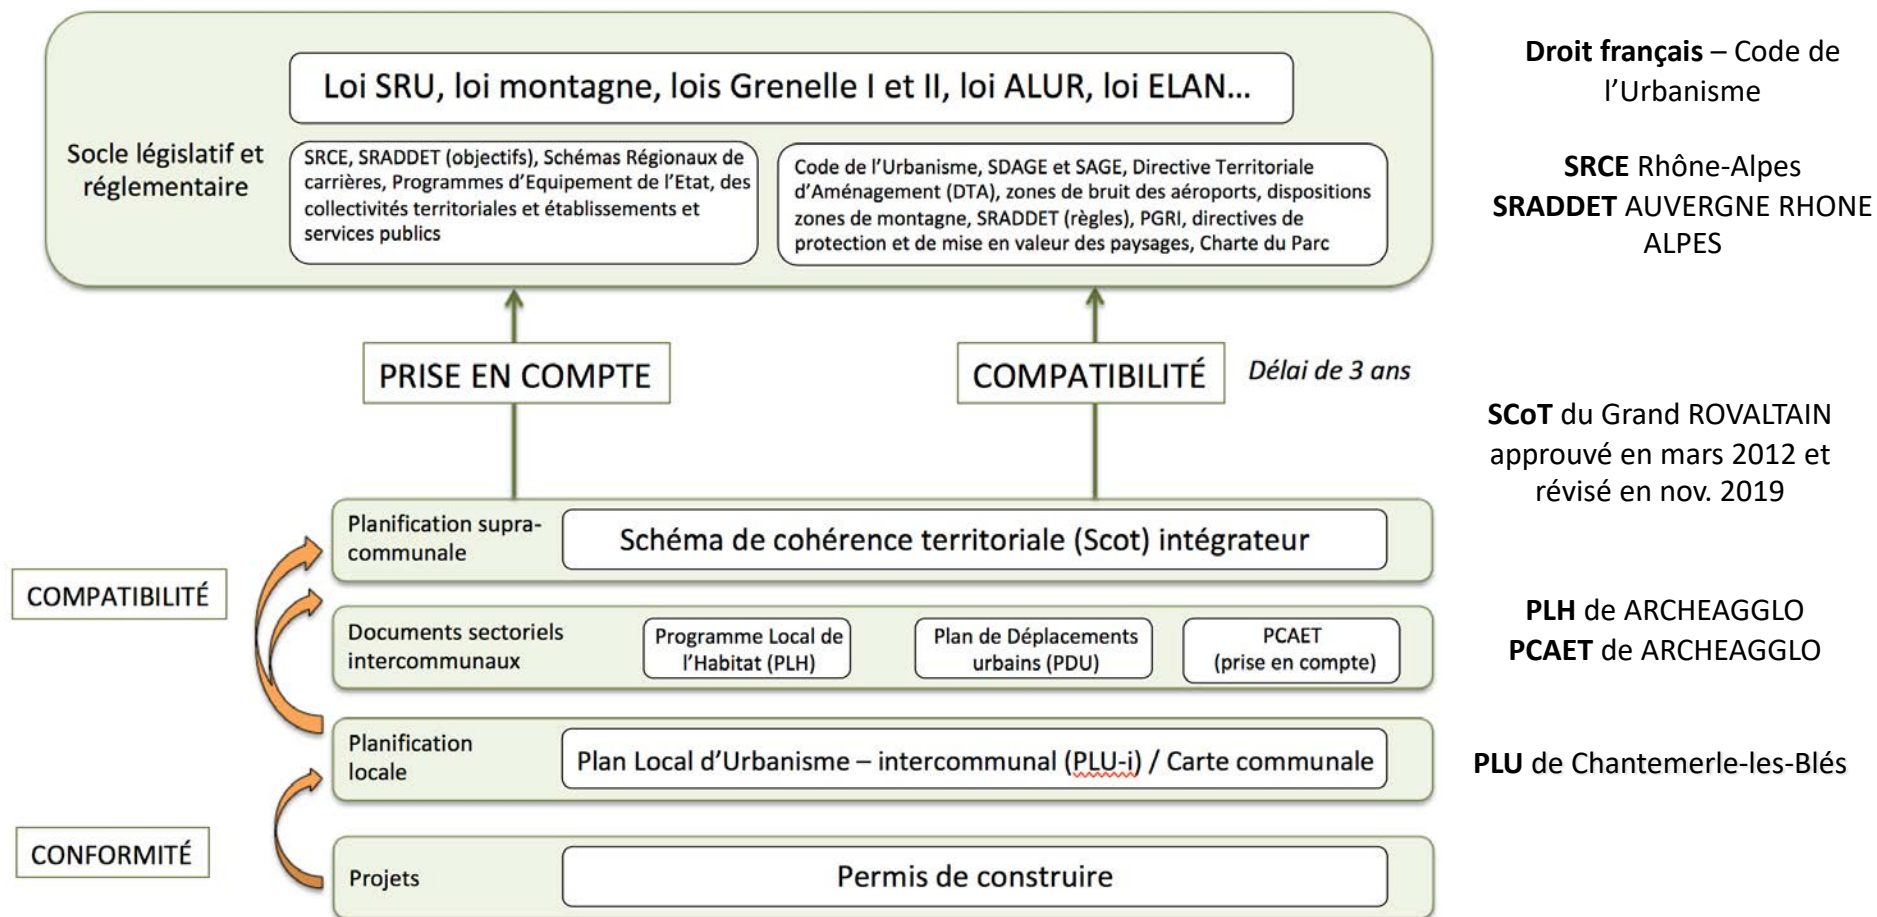 Loi SRU, loi montagne, lois Grenelle I et II, loi ALUR, loi ELAN...
Socle législatif et
réglementaire
SRCE, SRADDET (objectifs), Schémas Régionaux de
carrières, Programmes d'Equipement de l'Etat, des
collectivités territoriales et établissements et
services publics
Code de l'Urbanisme, SDAGE et SAGE, Directive Territoriale
d'Aménagement (DTA), zones de bruit des aéroports, dispositions
zones de montagne, SRADDET (règles), PGRI, directives de
protection et de mise en valeur des paysages, Charte du Parc
Droit français – Code de
l'Urbanisme
SRCE Rhône-Alpes
SRADDET AUVERGNE RHONE
ALPES
PRISE EN COMPTE
COMPATIBILITÉ
Délai de 3 ans
SCoT du Grand ROVALTAIN
approuvé en mars 2012 et
révisé en nov. 2019
Planification supra-
communale
Schéma de cohérence territoriale (Scot) intégrateur
COMPATIBILITÉ
Documents sectoriels
intercommunaux
Programme Local de
l'Habitat (PLH)
Plan de Déplacements
urbains (PDU)
PCAET
(prise en compte)
PLH de ARCHEAGGLO
PCAET de ARCHEAGGLO
Planification
locale
Plan Local d'Urbanisme – intercommunal (PLU-i) / Carte communale
PLU de Chantemerle-les-Blés
CONFORMITÉ
Projets
Permis de construire